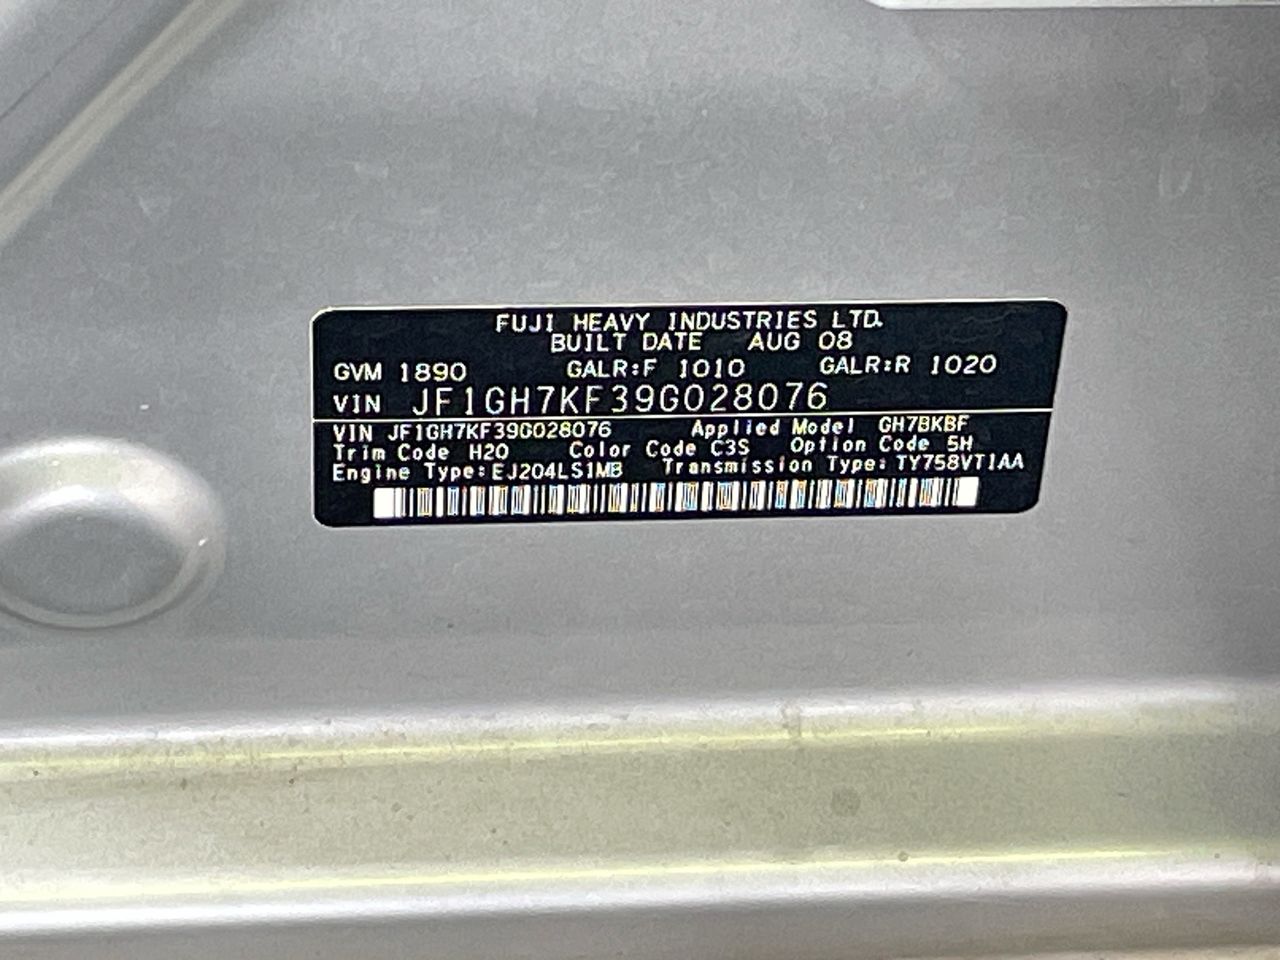 FUJI HEAVY INDUSTRIES LTD.
BUILT DATE AUG 08
GVM 1890 GALR:F 1010 GALR:R 1020
VIN JF1GH7KF39G028076
VIN JF1GH7KF39G028076 Applied Model GH7BKBF
Trim Code H20 Color Code C3S Option Code 5H
Engine Type:EJ204LS1MB Transmission Type:TY758VT1AA